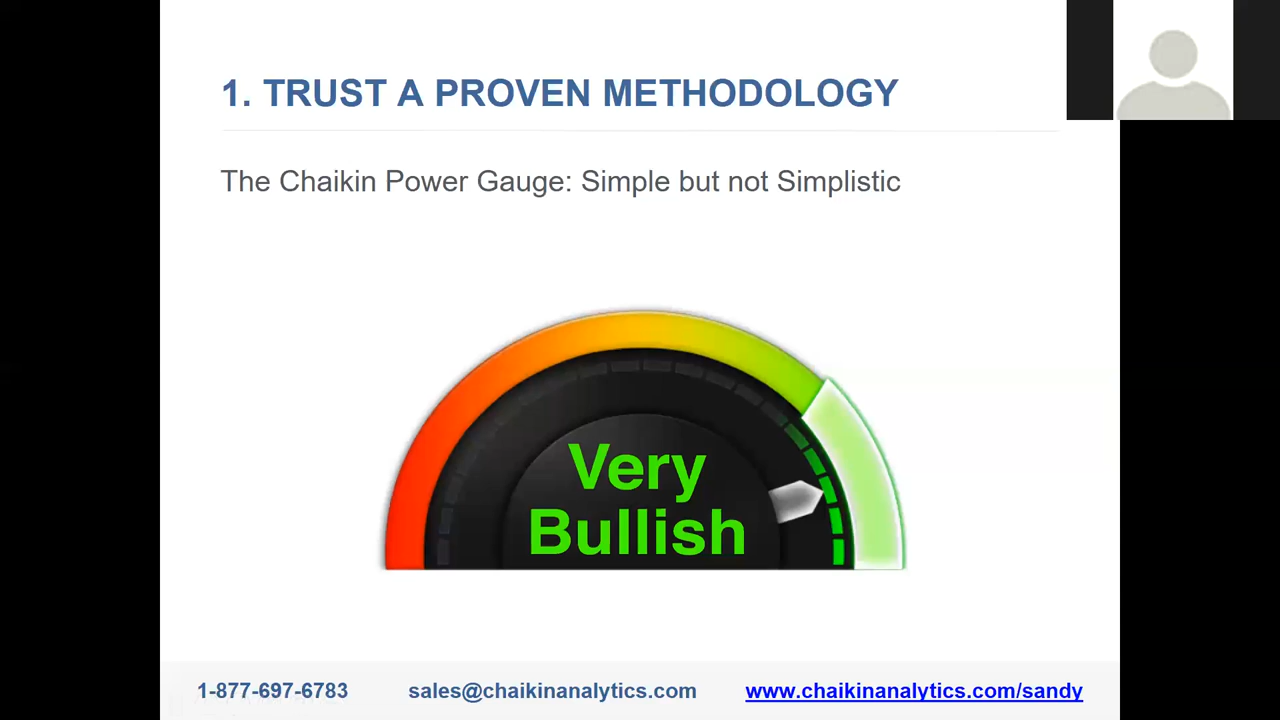 1. TRUST A PROVEN METHODOLOGY
The Chaikin Power Gauge: Simple but not Simplistic
Very
Bullish
1-877-697-6783 sales@chaikinanalytics.com www.chaikinanalytics.com/sandy